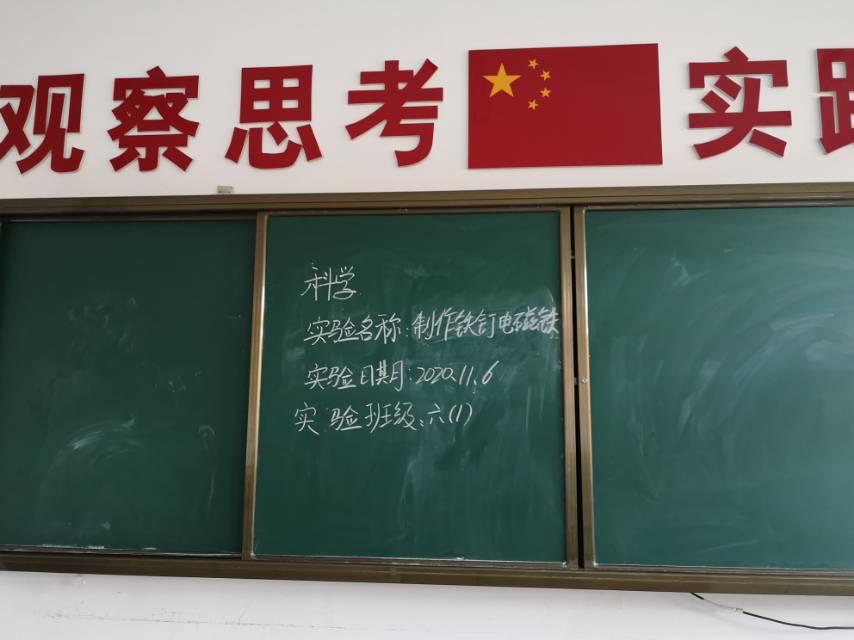 观察思考 实践
科学
实验名称:制作铁钉电磁铁
实验日期:2020.11.6
实验班级:六(1)